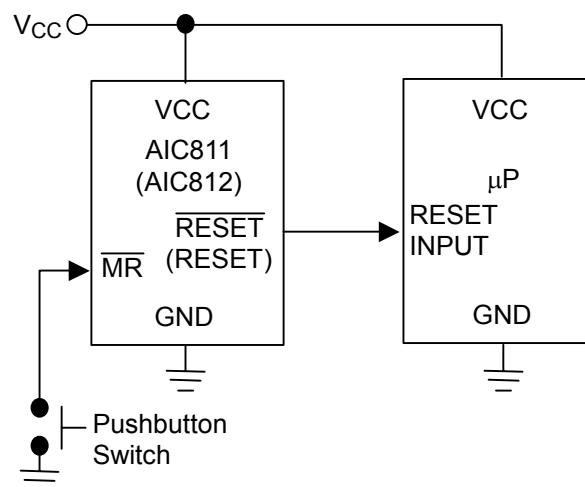 VCC
VCC
AIC811
(AIC812)
RESET
(RESET)
MR
GND
VCC
μP
RESET
INPUT
GND
Pushbutton
Switch